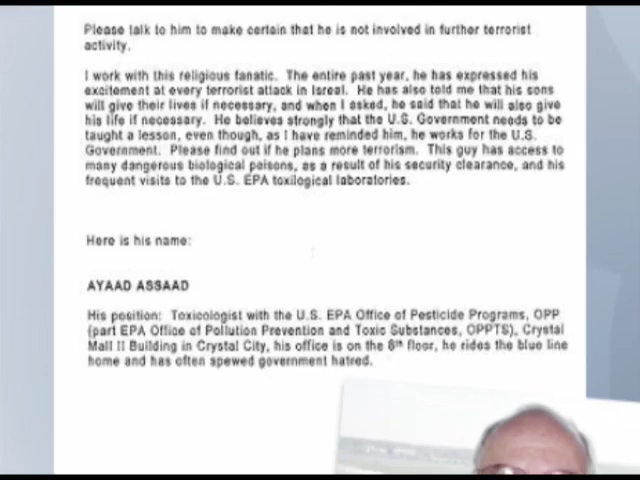 Please talk to him to make certain that he is not involved in further terrorist
activity.
I work with this religious fanatic. The entire past year, he has expressed his
excitement at every terrorist attack in Isreal. He has also told me that his sons
will give their lives if necessary, and when I asked, he said that he will also give
his life if necessary. He believes strongly that the U.S. Government needs to be
taught a lesson, even though, as I have reminded him, he works for the U.S.
Government. Please find out if he plans more terrorism. This guy has access to
many dangerous biological poisons, as a result of his security clearance, and his
frequent visits to the U.S. EPA toxilogical laboratories.
Here is his name:
AYAAD ASSAAD
His position: Toxicologist with the U.S. EPA Office of Pesticide Programs, OPP
(part EPA Office of Pollution Prevention and Toxic Substances, OPPTS), Crystal
Mall II Building in Crystal City, his office is on the 8th floor, he rides the blue line
home and has often spewed government hatred.